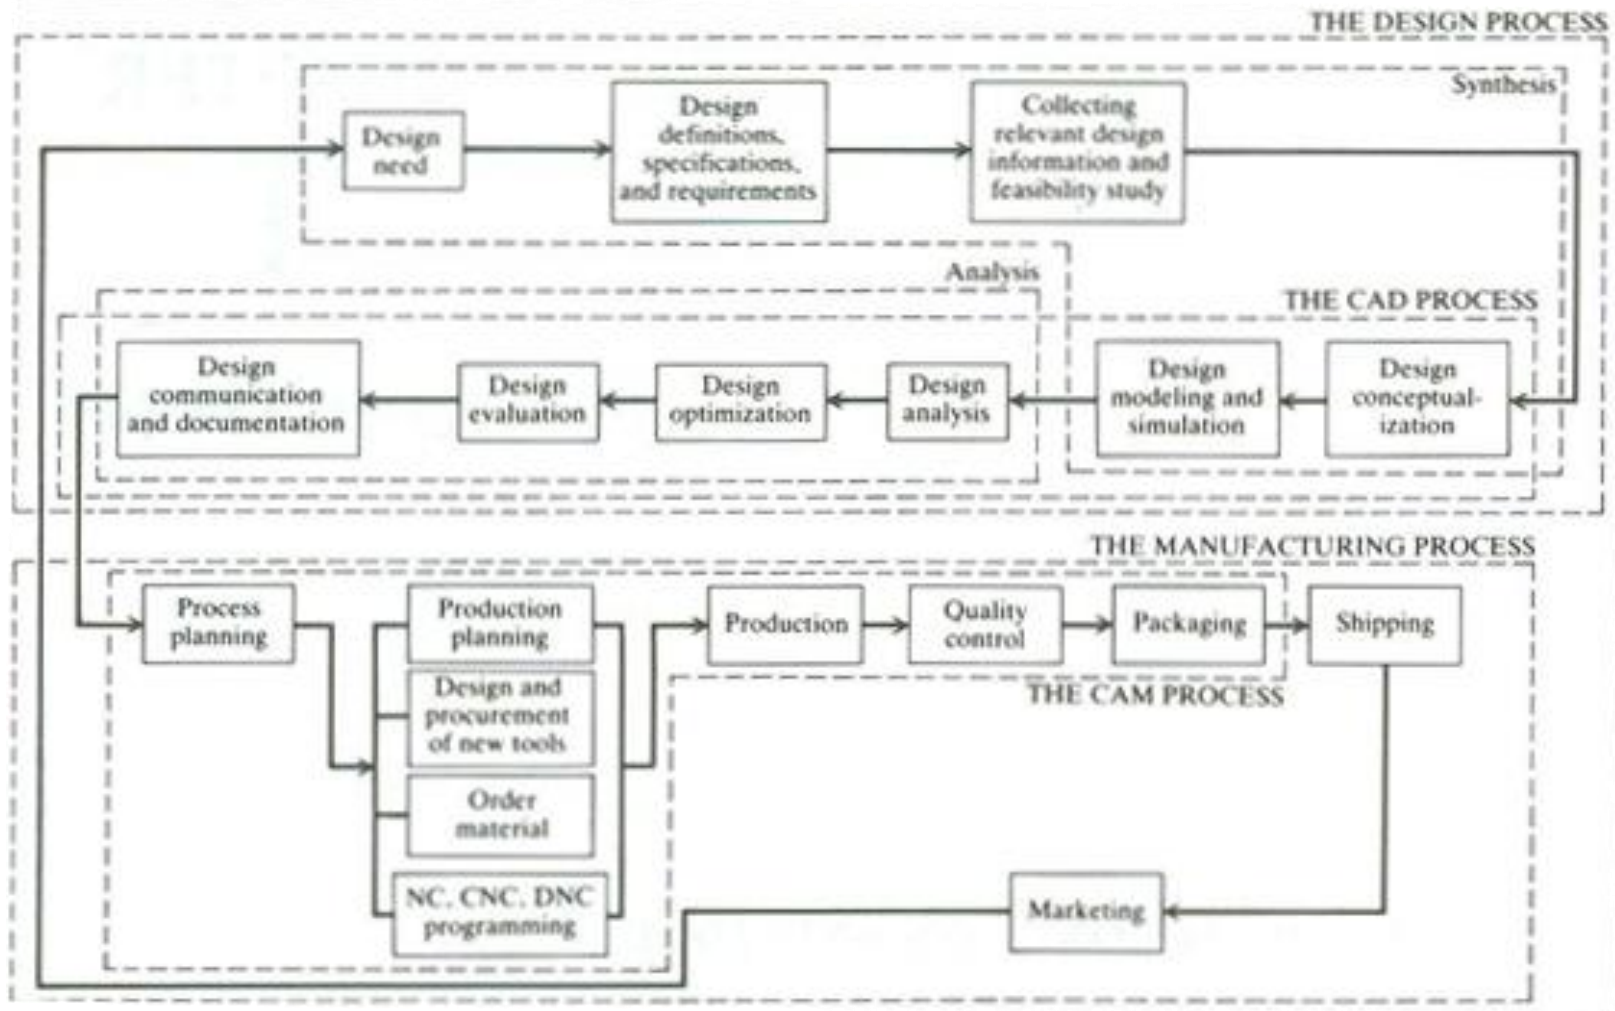 THE DESIGN PROCESS
Synthesis
Design
need
Design
definitions,
specifications,
and requirements
Collecting
relevant design
information and
feasibility study
Analysis
THE CAD PROCESS
Design
communication
and documentation
Design
evaluation
Design
optimization
Design
analysis
Design
modeling and
simulation
Design
conceptual-
ization
THE MANUFACTURING PROCESS
Process
planning
Production
planning
Design and
procurement
of new tools
Order
material
NC, CNC, DNC
programming
Production
Quality
control
Packaging
Shipping
THE CAM PROCESS
Marketing